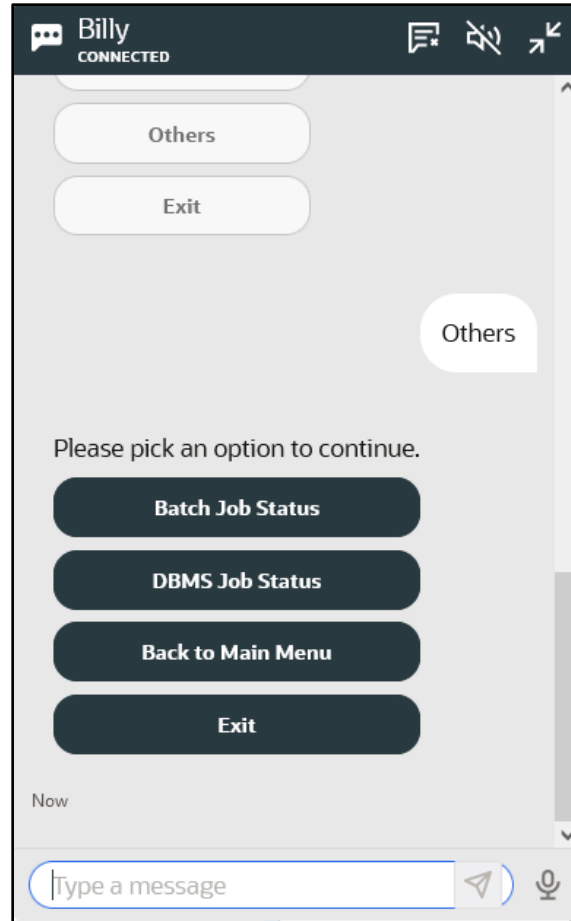 Billy
CONNECTED
Others
Exit
Others
Please pick an option to continue.
Batch Job Status
DBMS Job Status
Back to Main Menu
Exit
Now
Type a message